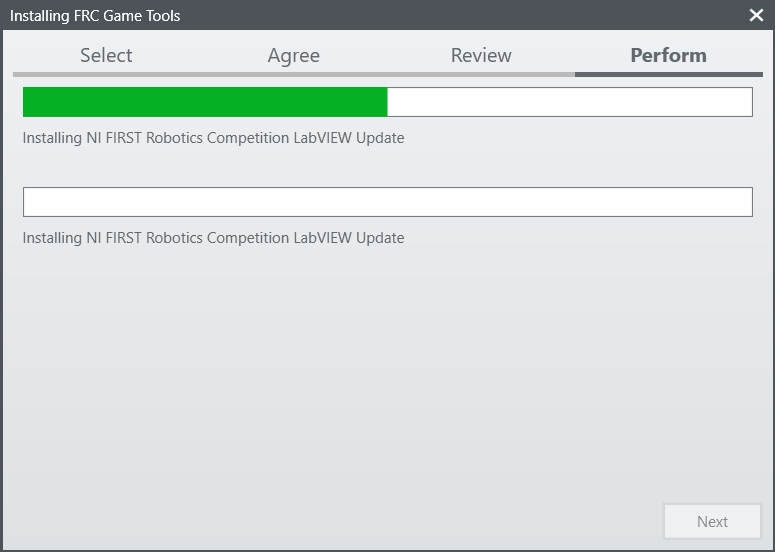 Installing FRC Game Tools
Select Agree Review Perform
Installing NI FIRST Robotics Competition LabVIEW Update
Installing NI FIRST Robotics Competition LabVIEW Update
Next